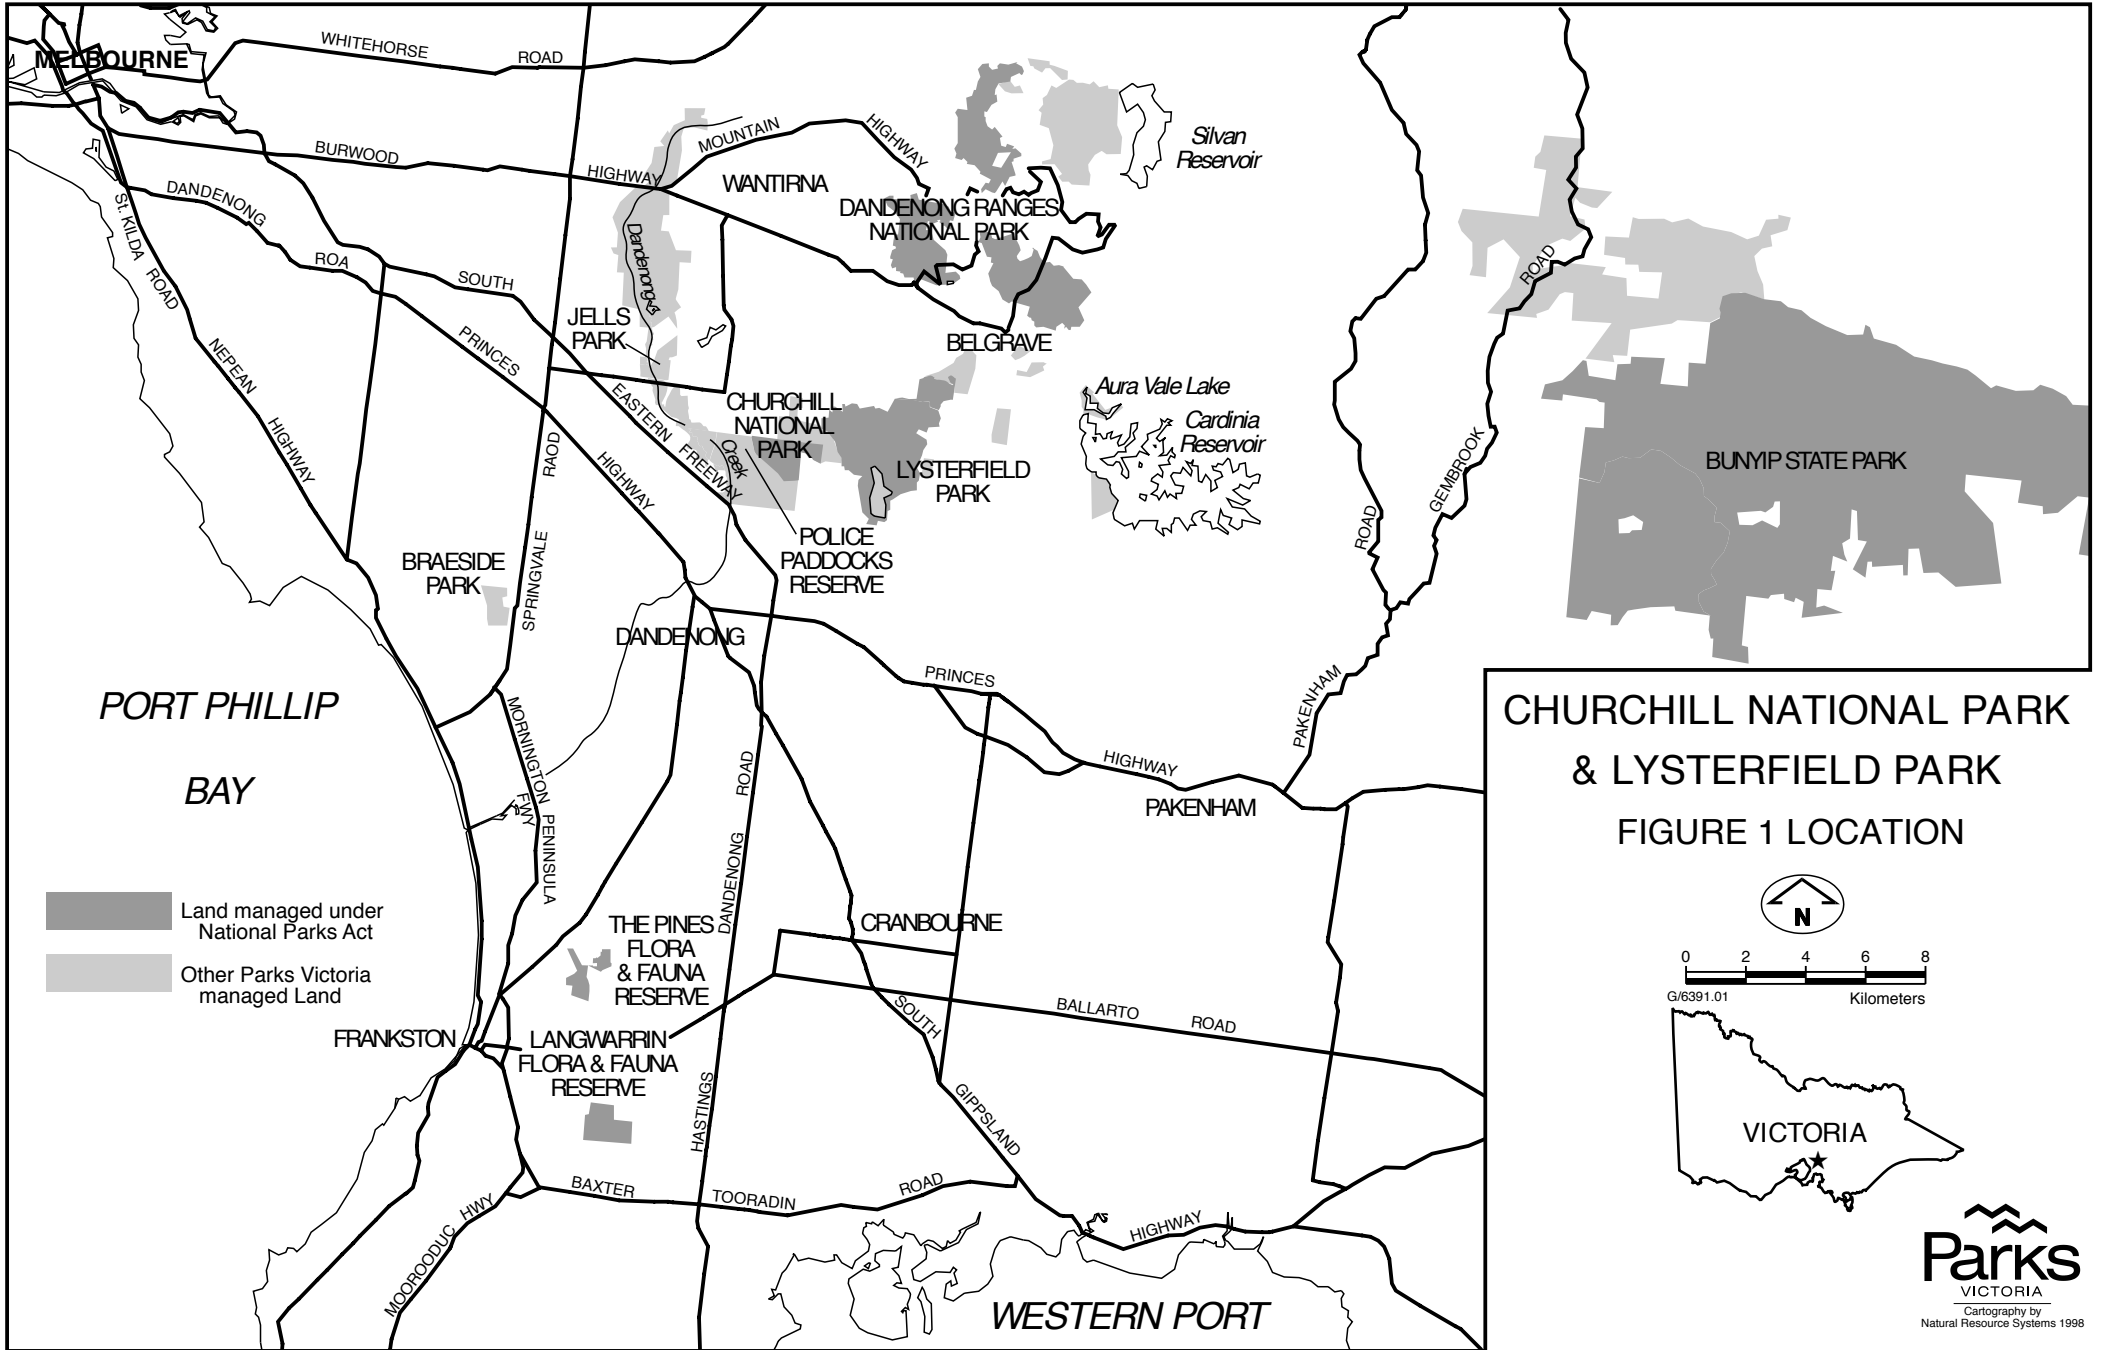 MELBOURNE
WHITEHORSE
ROAD
BURWOOD
HIGHWAY
MOUNTAIN
HIGHWAY
WANTIRNA
Silvan
Reservoir
DANDENONG RANGES
NATIONAL PARK
DANDENONG
ROA
St. KILDA ROAD
SOUTH
EASTERN
FREEWAY
PRINCES
HIGHWAY
NEPEAN
HIGHWAY
Dandenong
Creek
JELLS
PARK
BELGRAVE
CHURCHILL
NATIONAL
PARK
LYSTERFIELD
PARK
Aura Vale Lake
Cardinia
Reservoir
POLICE
PADDOCKS
RESERVE
ROAD
GEMBROOK
ROAD
PAKENHAM
BUNYIP STATE PARK
BRAESIDE
PARK
SPRINGVALE
RAOD
DANDENONG
PRINCES
HIGHWAY
PAKENHAM
PORT PHILLIP
BAY
MORNINGTON
PENINSULA
FWY
HASTINGS
DANDENONG
ROAD
Land managed under
National Parks Act
Other Parks Victoria
managed Land
THE PINES
FLORA
& FAUNA
RESERVE
CRANBOURNE
FRANKSTON
LANGWARRIN
FLORA & FAUNA
RESERVE
SOUTH
GIPPSLAND
HIGHWAY
BALLARTO
ROAD
BAXTER
TOORADIN
ROAD
MOOROODUC HWY
WESTERN PORT
CHURCHILL NATIONAL PARK
& LYSTERFIELD PARK
FIGURE 1 LOCATION
N
0 2 4 6 8
G/6391.01
Kilometers
VICTORIA
Parks
VICTORIA
Cartography by
Natural Resource Systems 1998